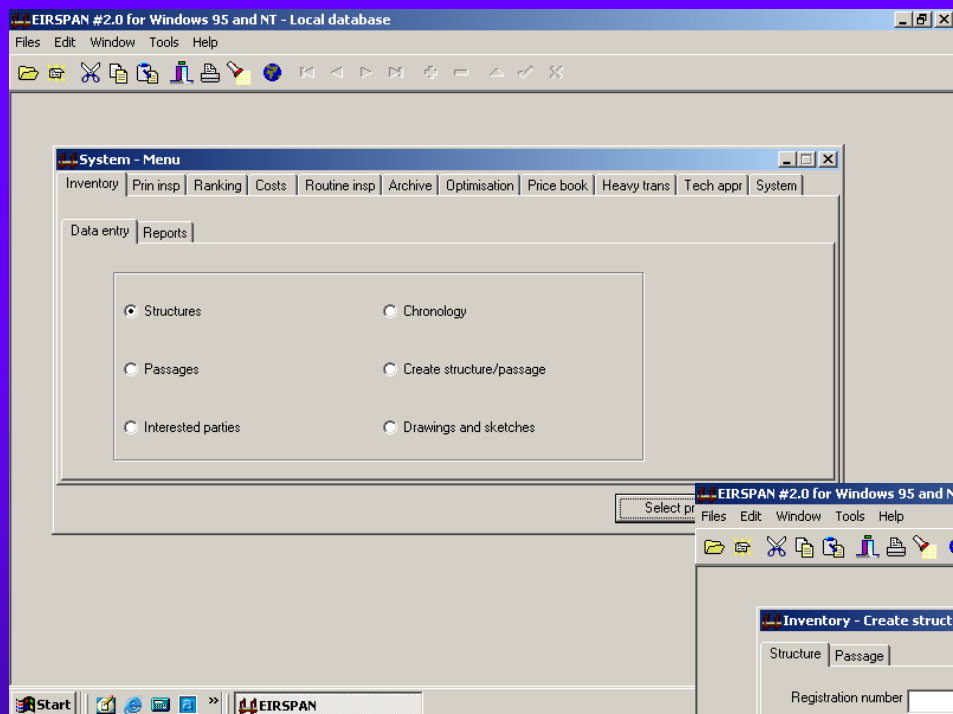 EIRSPAN #2.0 for Windows 95 and NT - Local database
Files Edit Window Tools Help
System - Menu
Inventory Prin insp Ranking Costs Routine insp Archive Optimisation Price book Heavy trans Tech appr System
Data entry Reports
Structures Chronology
Passages Create structure/passage
Interested parties Drawings and sketches
Select pr
EIRSPAN #2.0 for Windows 95 and N
Files Edit Window Tools Help
Inventory - Create struct
Structure Passage
Registration number
Start » EIRSPAN